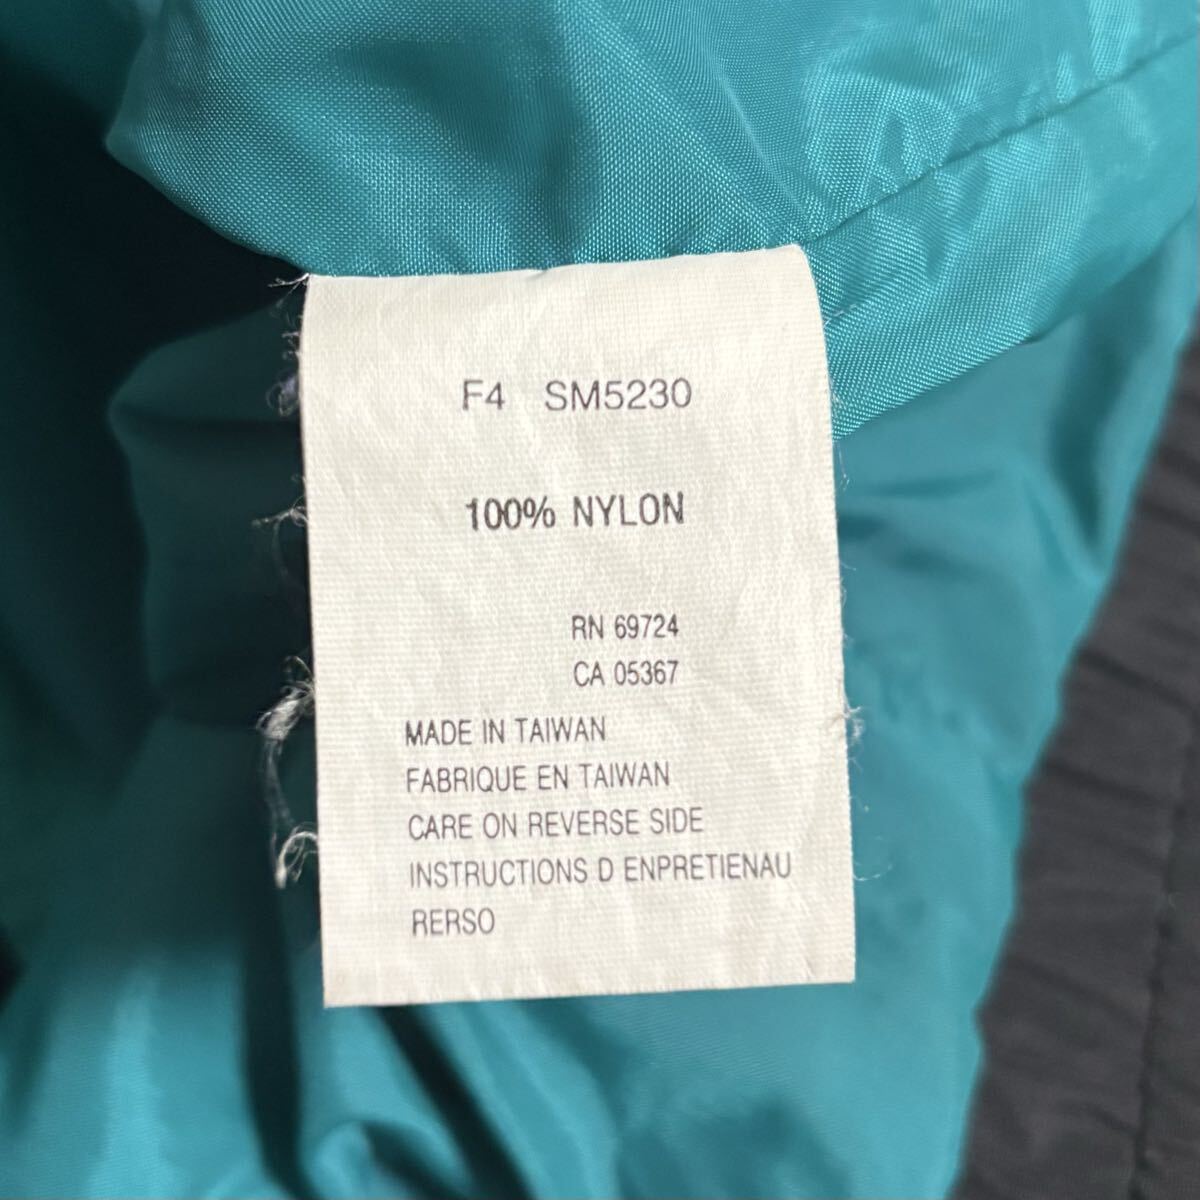 F4 SM5230
100% NYLON
RN 69724
CA 05367
MADE IN TAIWAN
FABRIQUE EN TAIWAN
CARE ON REVERSE SIDE
INSTRUCTIONS D ENPRETIENAU
RERSO